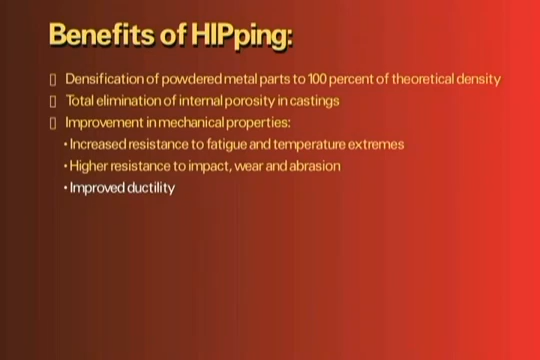 Benefits of HIPping:
▯ Densification of powdered metal parts to 100 percent of theoretical density
▯ Total elimination of internal porosity in castings
▯ Improvement in mechanical properties:
• Increased resistance to fatigue and temperature extremes
• Higher resistance to impact, wear and abrasion
• Improved ductility